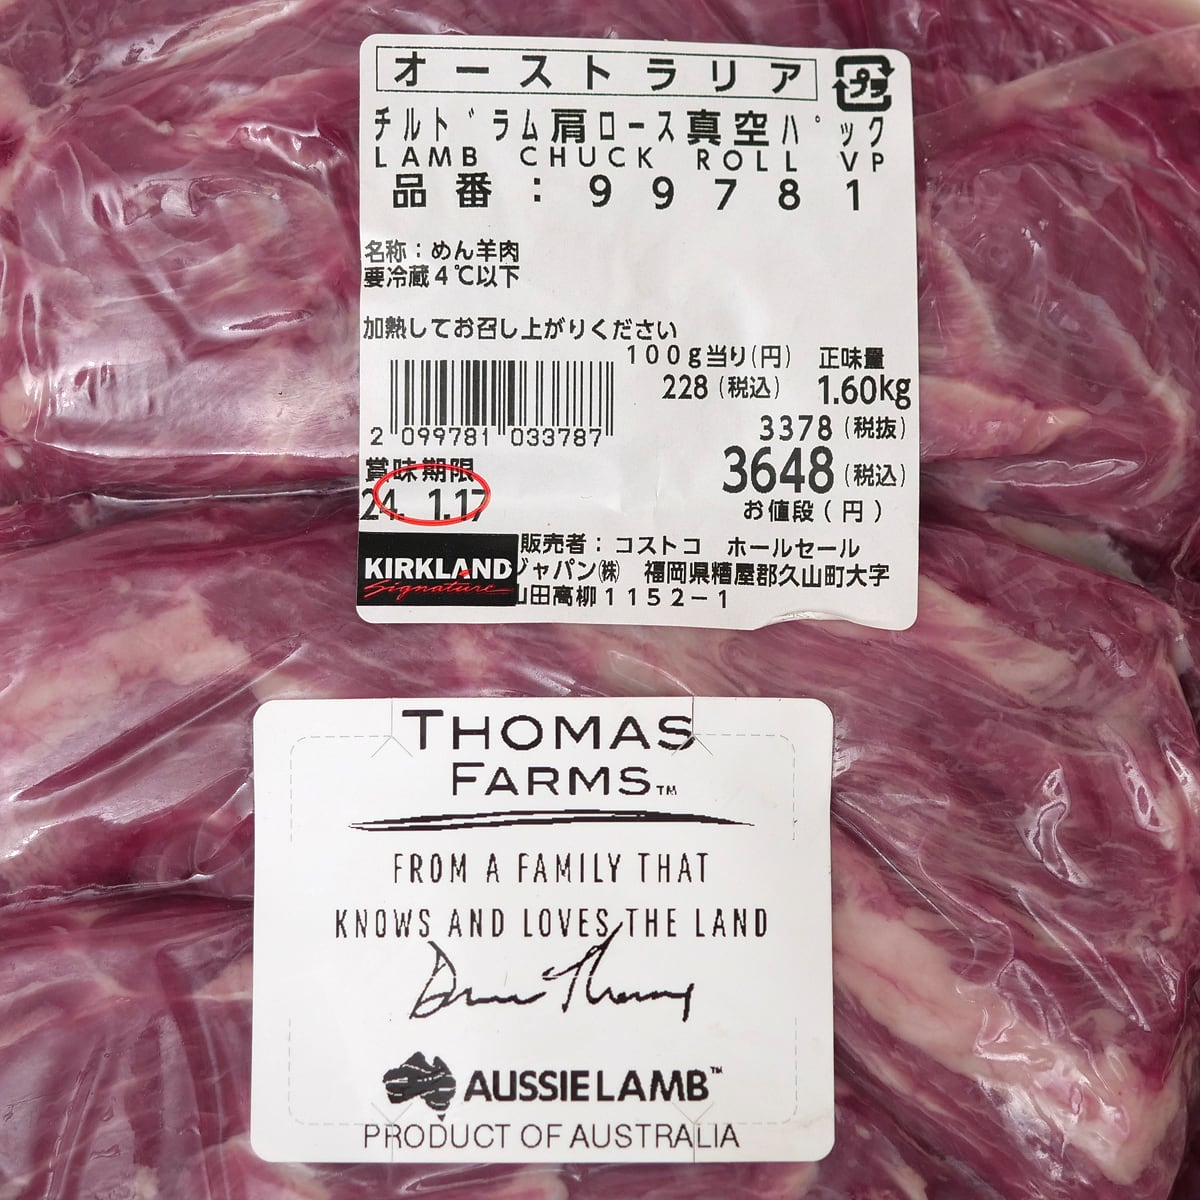 オーストラリア
プラ
チルドラム肩ロース真空パック
LAMB CHUCK ROLL VP
品番：99781
名称：めん羊肉
要冷蔵4℃以下
加熱してお召し上がりください
100g当り(円) 正味量
228(税込) 1.60kg
3378(税抜)
3648(税込)
お値段(円)
2 099781 033787
賞味期限
24. 1.17
KIRKLAND
Signature
販売者：コストコ ホールセール
ジャパン㈱ 福岡県糟屋郡久山町大字
山田高柳1152-1
THOMAS
FARMS™
FROM A FAMILY THAT
KNOWS AND LOVES THE LAND
AUSSIE LAMB™
PRODUCT OF AUSTRALIA